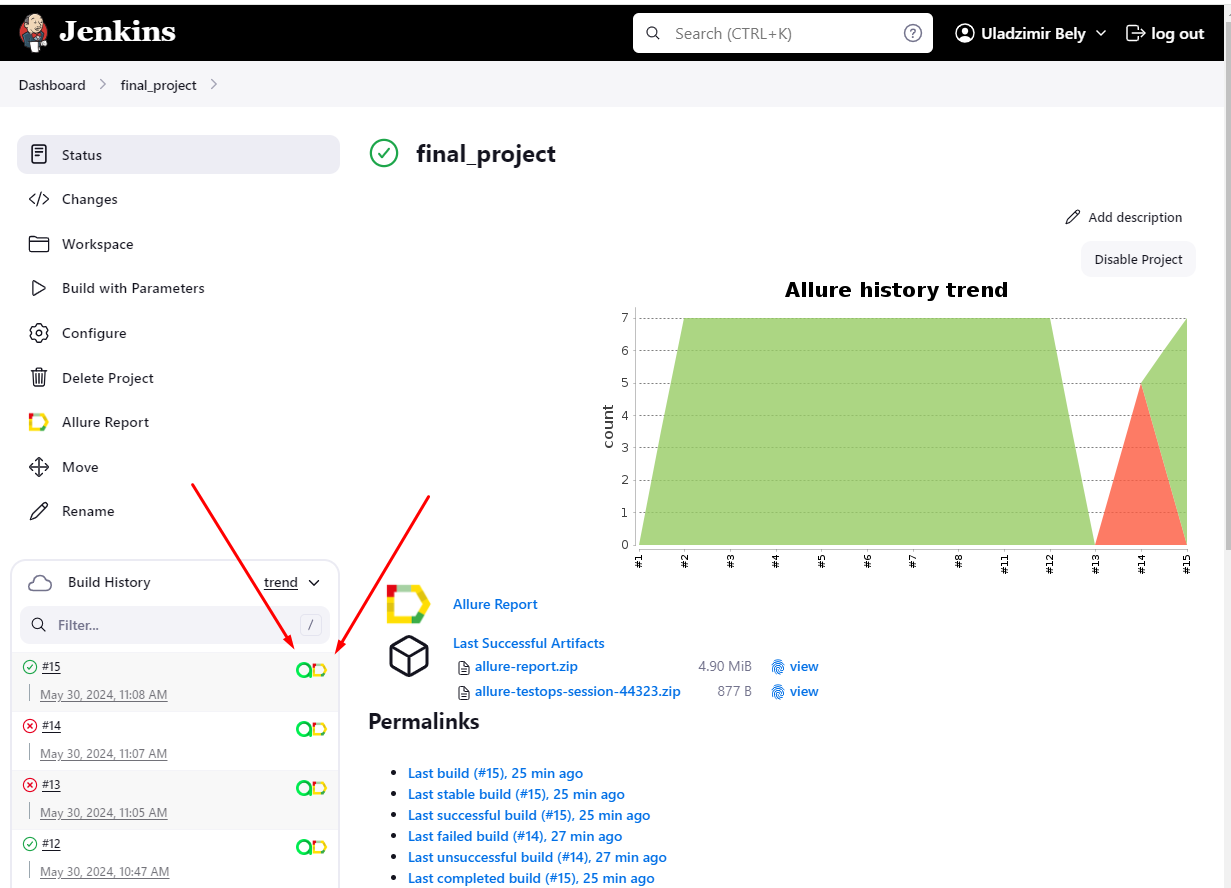 Jenkins
Search (CTRL+K)
Uladzimir Bely
log out
Dashboard
final_project
Status
Changes
Workspace
Build with Parameters
Configure
Delete Project
Allure Report
Move
Rename
Build History
trend
Filter...
/
#15
May 30, 2024, 11:08 AM
#14
May 30, 2024, 11:07 AM
#13
May 30, 2024, 11:05 AM
#12
May 30, 2024, 10:47 AM
final_project
Add description
Disable Project
Allure history trend
count
7
6
5
4
3
2
1
0
#1 #2 #3 #4 #5 #6 #7 #8 #11 #12 #13 #14 #15
Allure Report
Last Successful Artifacts
allure-report.zip 4.90 MiB view
allure-testops-session-44323.zip 877 B view
Permalinks
Last build (#15), 25 min ago
Last stable build (#15), 25 min ago
Last successful build (#15), 25 min ago
Last failed build (#14), 27 min ago
Last unsuccessful build (#14), 27 min ago
Last completed build (#15), 25 min ago